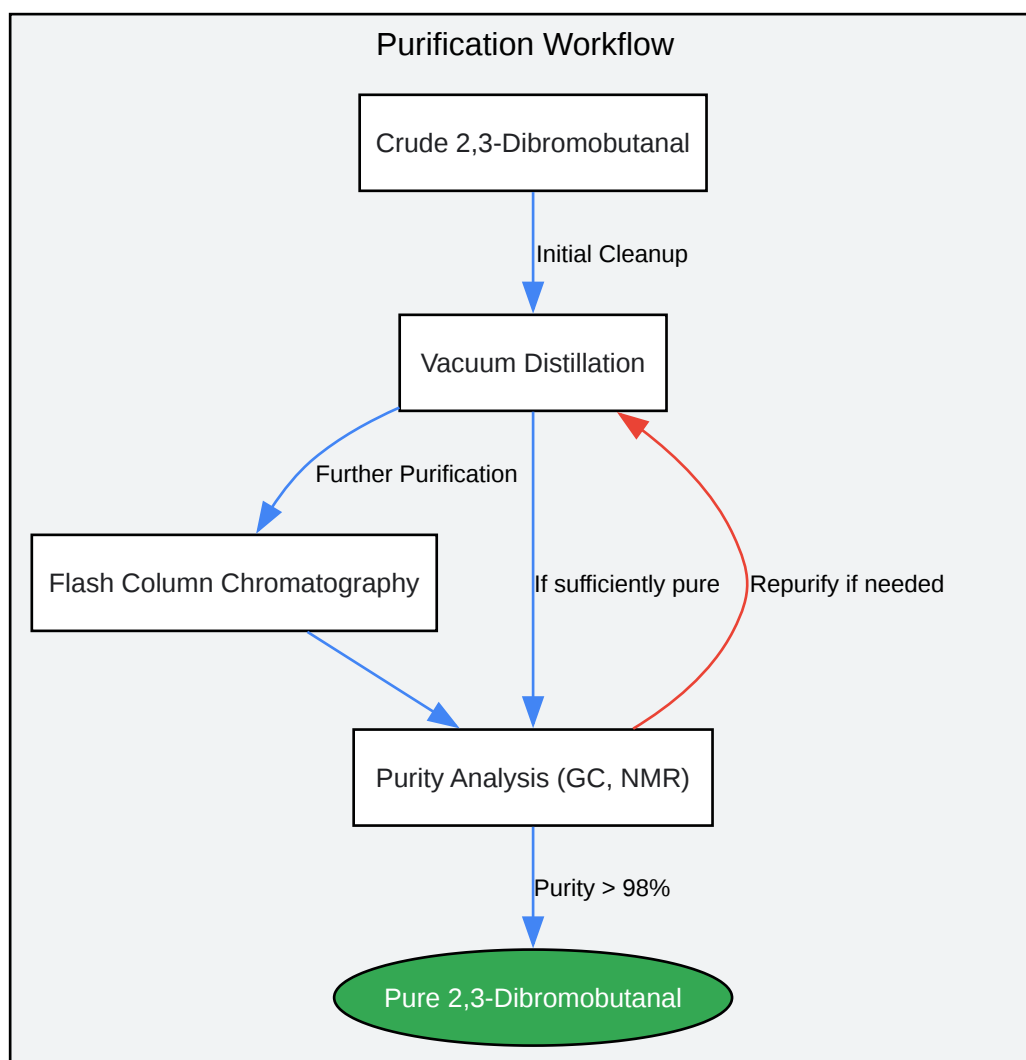 Purification Workflow
Crude 2,3-Dibromobutanal
Initial Cleanup
Vacuum Distillation
Further Purification
Flash Column Chromatography
If sufficiently pure
Repurify if needed
Purity Analysis (GC, NMR)
Purity > 98%
Pure 2,3-Dibromobutanal